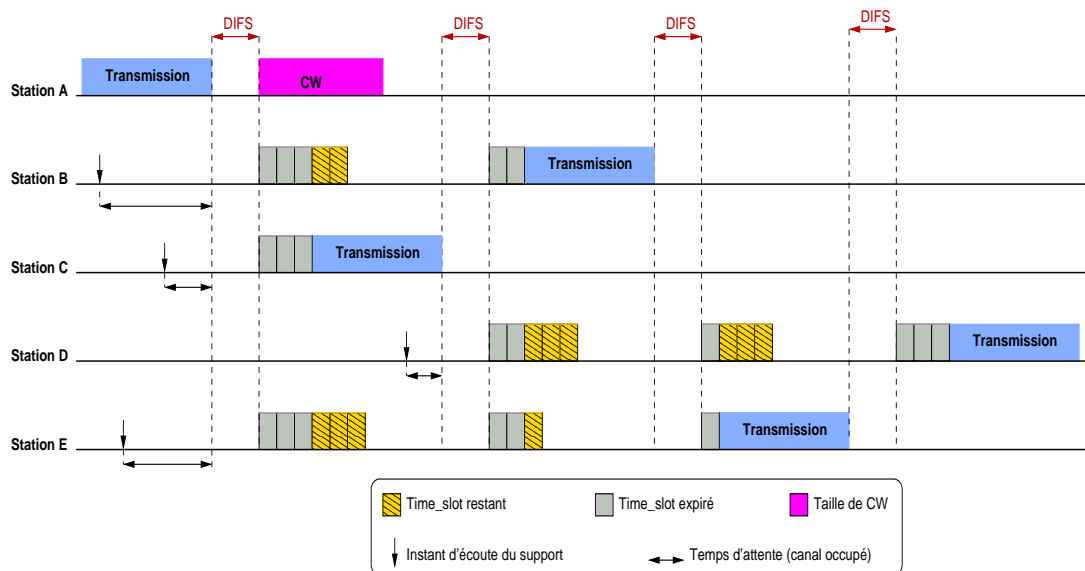 DIFS DIFS DIFS DIFS
Station A Transmission CW
Station B Transmission
Station C Transmission
Station D Transmission
Station E Transmission
Time_slot restant Time_slot expiré Taille de CW
Instant d'écoute du support Temps d'attente (canal occupé)